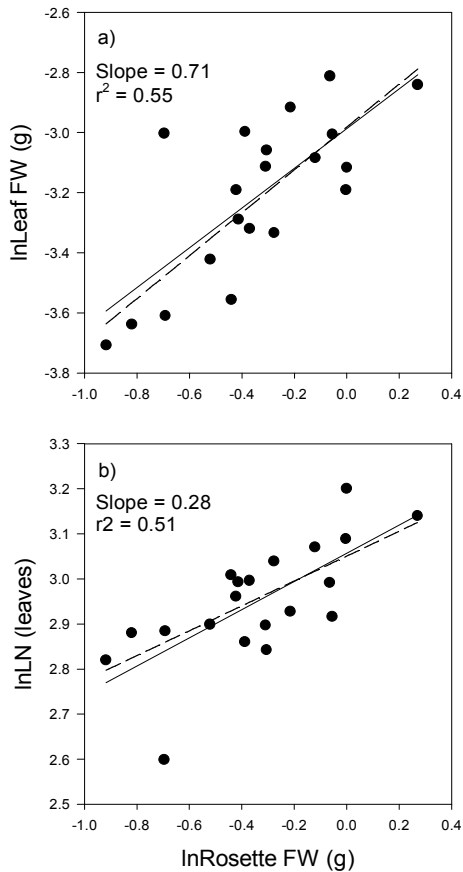 -2.6
a)
Slope = 0.71
r² = 0.55
-2.8
-3.0
-3.2
-3.4
-3.6
-3.8
lnLeaf FW (g)
-1.0 -0.8 -0.6 -0.4 -0.2 0.0 0.2 0.4
3.3
b)
Slope = 0.28
r2 = 0.51
3.2
3.1
3.0
2.9
2.8
2.7
2.6
2.5
lnLN (leaves)
-1.0 -0.8 -0.6 -0.4 -0.2 0.0 0.2 0.4
lnRosette FW (g)